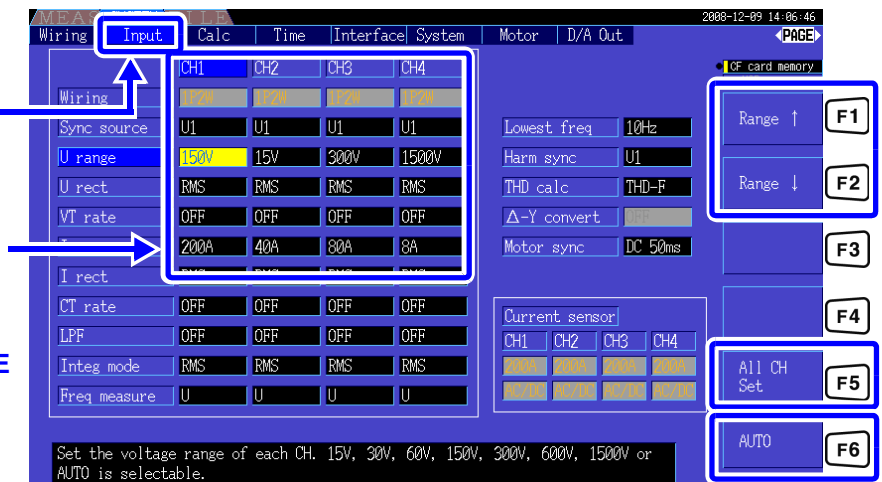 2008-12-09 14:06:46
Wiring Input Calc Time Interface System Motor D/A Out PAGE
CH1 CH2 CH3 CH4
CF card memory
Wiring 1P2W 1P2W 1P2W 1P2W
Range ↑ F1
Sync source U1 U1 U1 U1
Lowest freq 10Hz
U range 150V 15V 300V 1500V
Harm sync U1
U rect RMS RMS RMS RMS
THD calc THD-F
Range ↓ F2
VT rate OFF OFF OFF OFF
Δ-Y convert OFF
200A 40A 80A 8A
Motor sync DC 50ms
F3
I rect
CT rate OFF OFF OFF OFF
Current sensor
F4
LPF OFF OFF OFF OFF
CH1 CH2 CH3 CH4
Integ mode RMS RMS RMS RMS
200A 200A 200A 200A
All CH
Set
F5
E
Freq measure U U U U
AC/DC AC/DC AC/DC AC/DC
AUTO F6
Set the voltage range of each CH. 15V, 30V, 60V, 150V, 300V, 600V, 1500V or
AUTO is selectable.